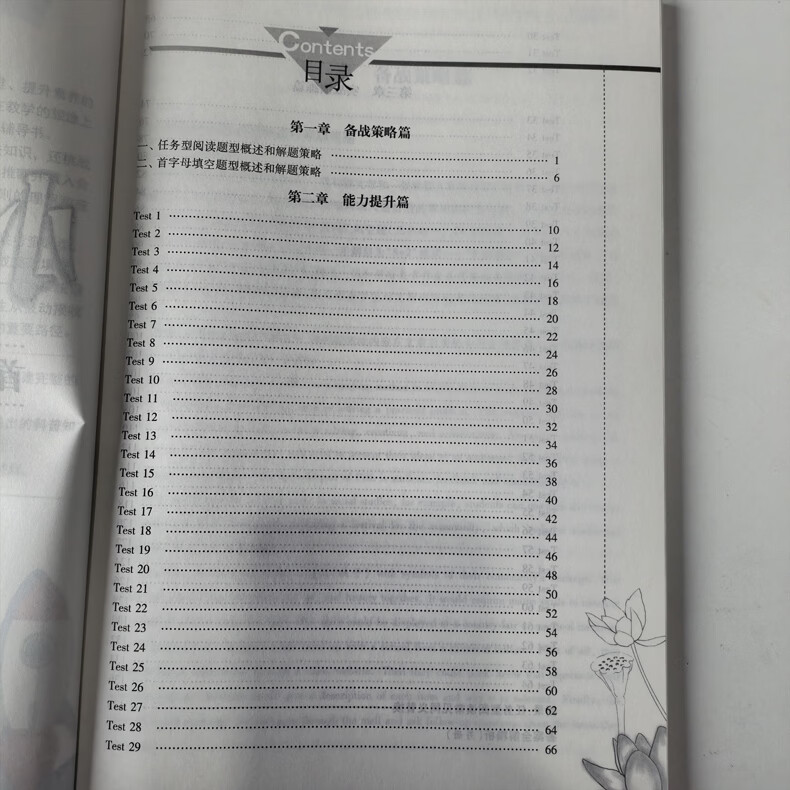 Contents
目录
第一章 备战策略篇
一、任务型阅读题型概述和解题策略 …… 1
二、首字母填空题型概述和解题策略 …… 6
第二章 能力提升篇
Test 1 …… 10
Test 2 …… 12
Test 3 …… 14
Test 4 …… 16
Test 5 …… 18
Test 6 …… 20
Test 7 …… 22
Test 8 …… 24
Test 9 …… 26
Test 10 …… 28
Test 11 …… 30
Test 12 …… 32
Test 13 …… 34
Test 14 …… 36
Test 15 …… 38
Test 16 …… 40
Test 17 …… 42
Test 18 …… 44
Test 19 …… 46
Test 20 …… 48
Test 21 …… 50
Test 22 …… 52
Test 23 …… 54
Test 24 …… 56
Test 25 …… 58
Test 26 …… 60
Test 27 …… 62
Test 28 …… 64
Test 29 …… 66